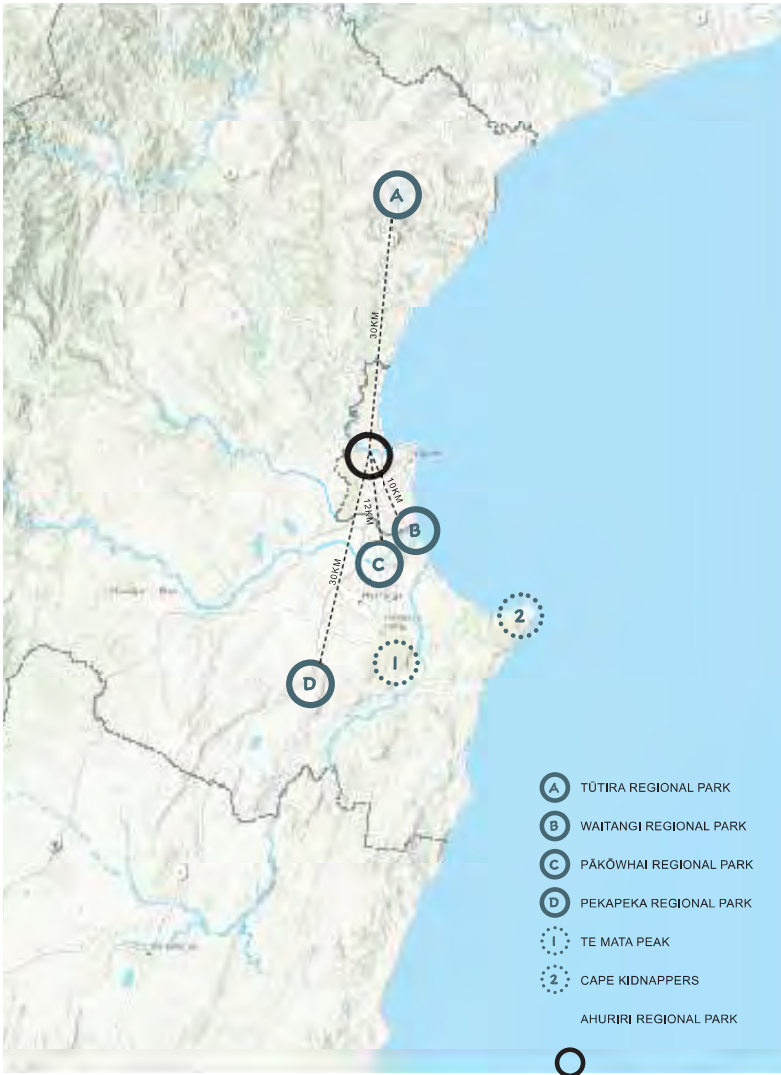 A
30KM
10KM
12KM
B
C
30KM
2
1
D
A TŪTIRA REGIONAL PARK
B WAITANGI REGIONAL PARK
C PĀKŌWHAI REGIONAL PARK
D PEKAPEKA REGIONAL PARK
1 TE MATA PEAK
2 CAPE KIDNAPPERS
AHURIRI REGIONAL PARK